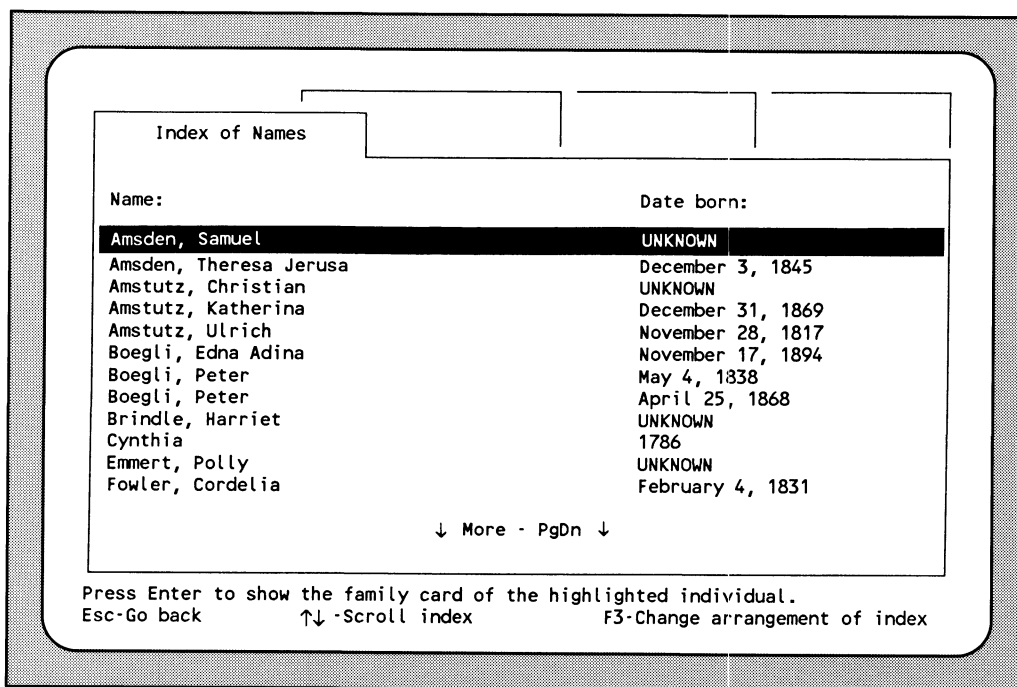 Index of Names
Name: Date born:
Amsden, Samuel UNKNOWN
Amsden, Theresa Jerusa December 3, 1845
Amstutz, Christian UNKNOWN
Amstutz, Katherina December 31, 1869
Amstutz, Ulrich November 28, 1817
Boegli, Edna Adina November 17, 1894
Boegli, Peter May 4, 1838
Boegli, Peter April 25, 1868
Brindle, Harriet UNKNOWN
Cynthia 1786
Emmert, Polly UNKNOWN
Fowler, Cordelia February 4, 1831
↓ More - PgDn ↓
Press Enter to show the family card of the highlighted individual.
Esc-Go back ↑↓ -Scroll index F3-Change arrangement of index